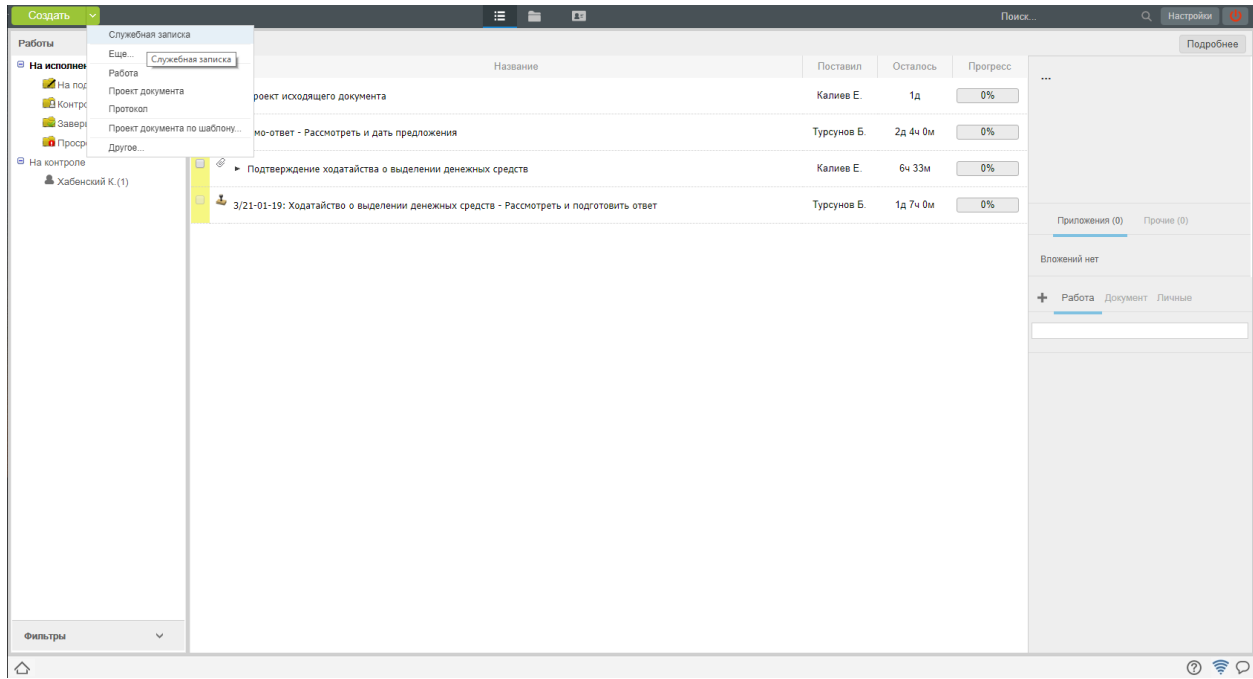 Создать
Поиск...
Настройки
Служебная записка
Еще...
Служебная записка
Работа
Проект документа
Протокол
Проект документа по шаблону...
Другое...
Работы
Подробнее
На исполнен
На под
Контро
Завер
Проср
На контроле
Хабенский К.(1)
Название
Поставил
Осталось
Прогресс
роект исходящего документа
Калиев Е.
1д
0%
мо-ответ - Рассмотреть и дать предложения
Турсунов Б.
2д 4ч 0м
0%
Подтверждение ходатайства о выделении денежных средств
Калиев Е.
6ч 33м
0%
3/21-01-19: Ходатайство о выделении денежных средств - Рассмотреть и подготовить ответ
Турсунов Б.
1д 7ч 0м
0%
...
Приложения (0)
Прочие (0)
Вложений нет
Работа
Документ
Личные
Фильтры